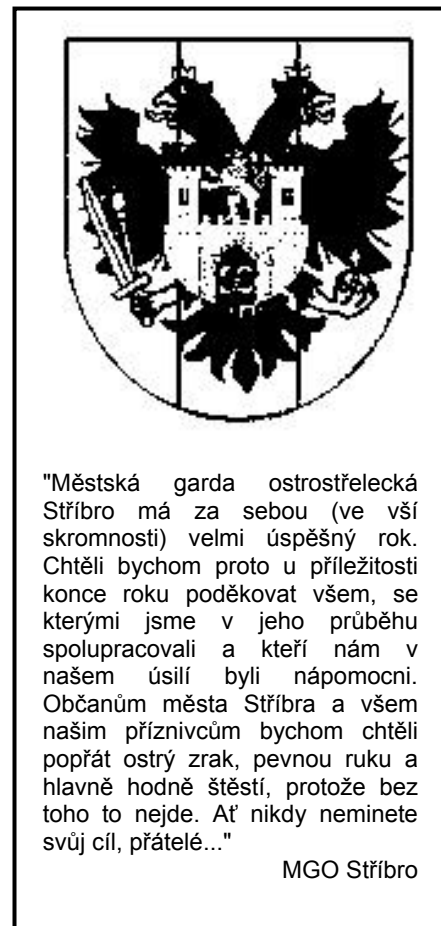 "Městská garda ostrostřelecká
Stříbro má za sebou (ve vší
skromnosti) velmi úspěšný rok.
Chtěli bychom proto u příležitosti
konce roku poděkovat všem, se
kterými jsme v jeho průběhu
spolupracovali a kteří nám v
našem úsilí byli nápomocni.
Občanům města Stříbra a všem
našim příznivcům bychom chtěli
popřát ostrý zrak, pevnou ruku a
hlavně hodně štěstí, protože bez
toho to nejde. Ať nikdy neminete
svůj cíl, přátelé..."
MGO Stříbro